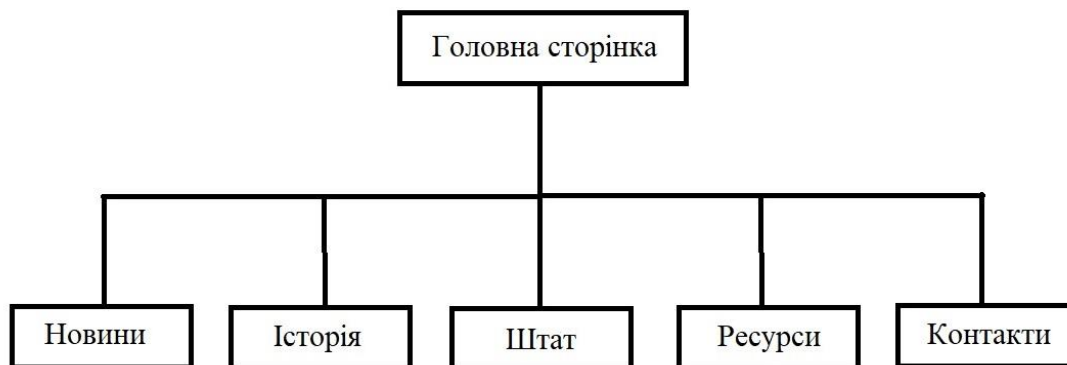 Головна сторінка
Новини
Історія
Штат
Ресурси
Контакти